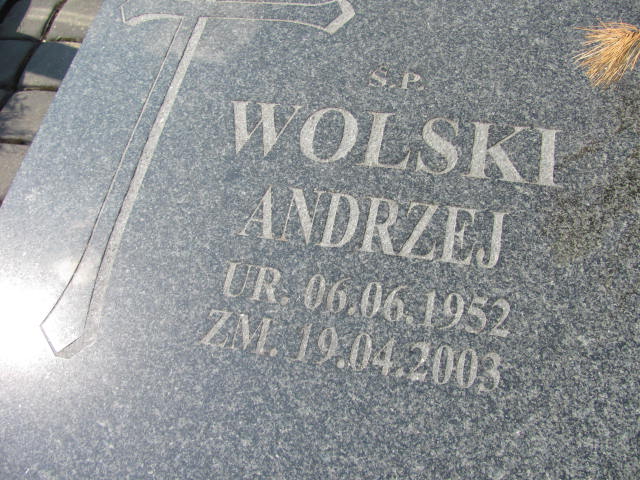 Ś.P.
WOLSKI
ANDRZEJ
UR. 06.06.1952
ZM. 19.04.2003